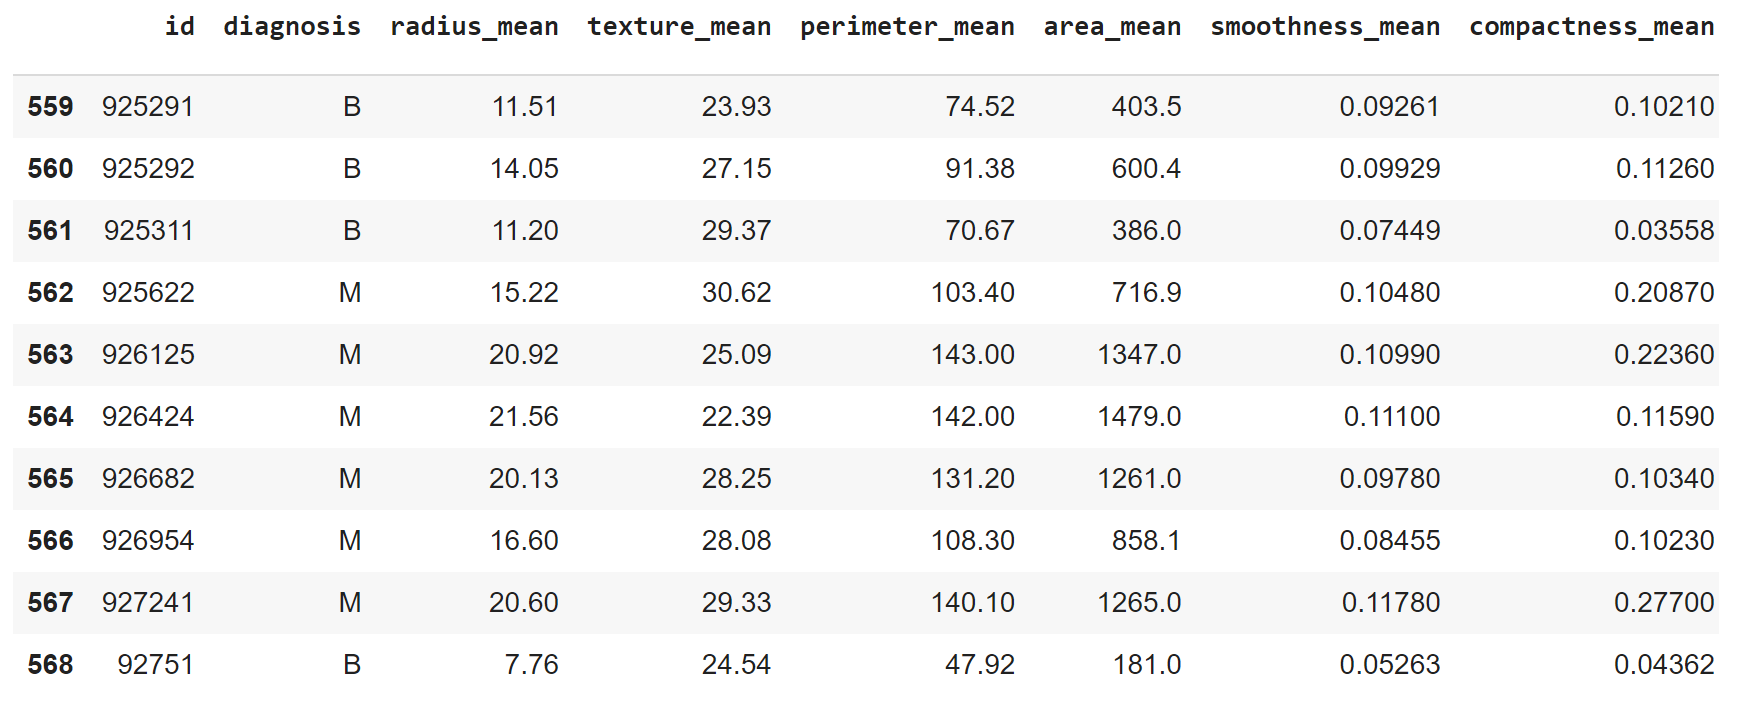 id diagnosis radius_mean texture_mean perimeter_mean area_mean smoothness_mean compactness_mean
559 925291 B 11.51 23.93 74.52 403.5 0.09261 0.10210
560 925292 B 14.05 27.15 91.38 600.4 0.09929 0.11260
561 925311 B 11.20 29.37 70.67 386.0 0.07449 0.03558
562 925622 M 15.22 30.62 103.40 716.9 0.10480 0.20870
563 926125 M 20.92 25.09 143.00 1347.0 0.10990 0.22360
564 926424 M 21.56 22.39 142.00 1479.0 0.11100 0.11590
565 926682 M 20.13 28.25 131.20 1261.0 0.09780 0.10340
566 926954 M 16.60 28.08 108.30 858.1 0.08455 0.10230
567 927241 M 20.60 29.33 140.10 1265.0 0.11780 0.27700
568 92751 B 7.76 24.54 47.92 181.0 0.05263 0.04362